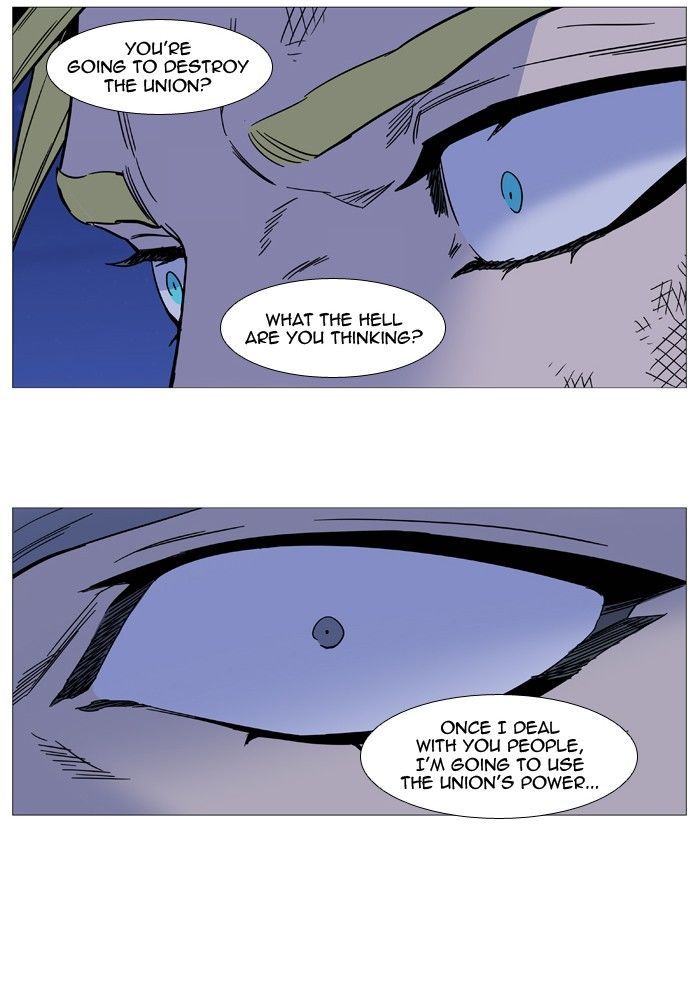 YOU'RE
GOING TO DESTROY
THE UNION?
WHAT THE HELL
ARE YOU THINKING?
ONCE I DEAL
WITH YOU PEOPLE,
I'M GOING TO USE
THE UNION'S POWER...